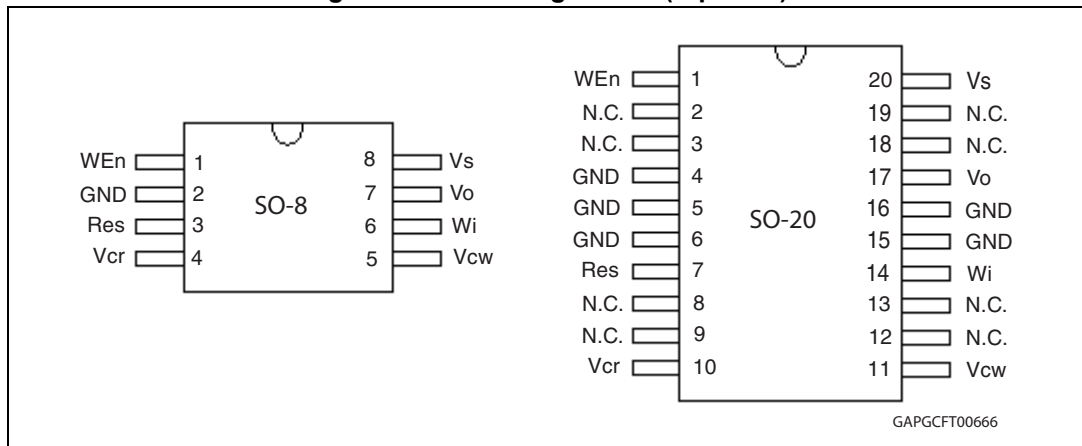 WEn 1 8 Vs
GND 2 7 Vo
Res 3 6 Wi
Vcr 4 5 Vcw
SO-8
WEn 1 20 Vs
N.C. 2 19 N.C.
N.C. 3 18 N.C.
GND 4 17 Vo
GND 5 16 GND
GND 6 15 GND
Res 7 14 Wi
N.C. 8 13 N.C.
N.C. 9 12 N.C.
Vcr 10 11 Vcw
SO-20
GAPGCFT00666